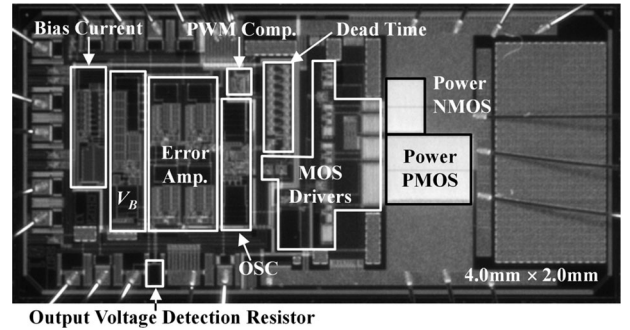 Bias Current
PWM Comp.
Dead Time
Power
NMOS
Error
Amp.
Power
PMOS
MOS
Drivers
V_B
OSC
4.0mm × 2.0mm
Output Voltage Detection Resistor